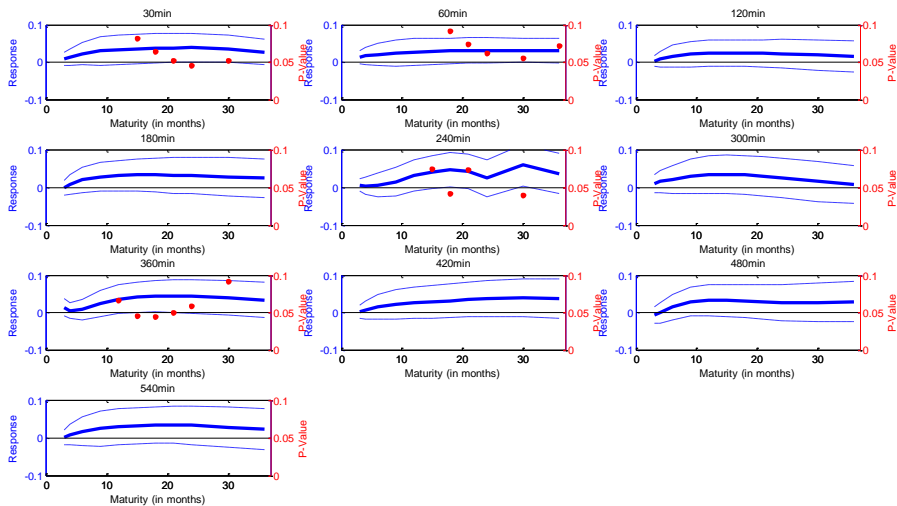 30min 60min 120min
0.1 0.1 0.1 0.1 0.1 0.1
Response 0 0.05 P-Value Response 0 0.05 P-Value Response 0 0.05 P-Value
-0.1 0 -0.1 0 -0.1 0
0 10 20 30 0 10 20 30 0 10 20 30
Maturity (in months) Maturity (in months) Maturity (in months)
180min 240min 300min
0.1 0.1 0.1 0.1 0.1 0.1
Response 0 0.05 P-Value Response 0 0.05 P-Value Response 0 0.05 P-Value
-0.1 0 -0.1 0 -0.1 0
0 10 20 30 0 10 20 30 0 10 20 30
Maturity (in months) Maturity (in months) Maturity (in months)
360min 420min 480min
0.1 0.1 0.1 0.1 0.1 0.1
Response 0 0.05 P-Value Response 0 0.05 P-Value Response 0 0.05 P-Value
-0.1 0 -0.1 0 -0.1 0
0 10 20 30 0 10 20 30 0 10 20 30
Maturity (in months) Maturity (in months) Maturity (in months)
540min
0.1 0.1
Response 0 0.05 P-Value
-0.1 0
0 10 20 30
Maturity (in months)